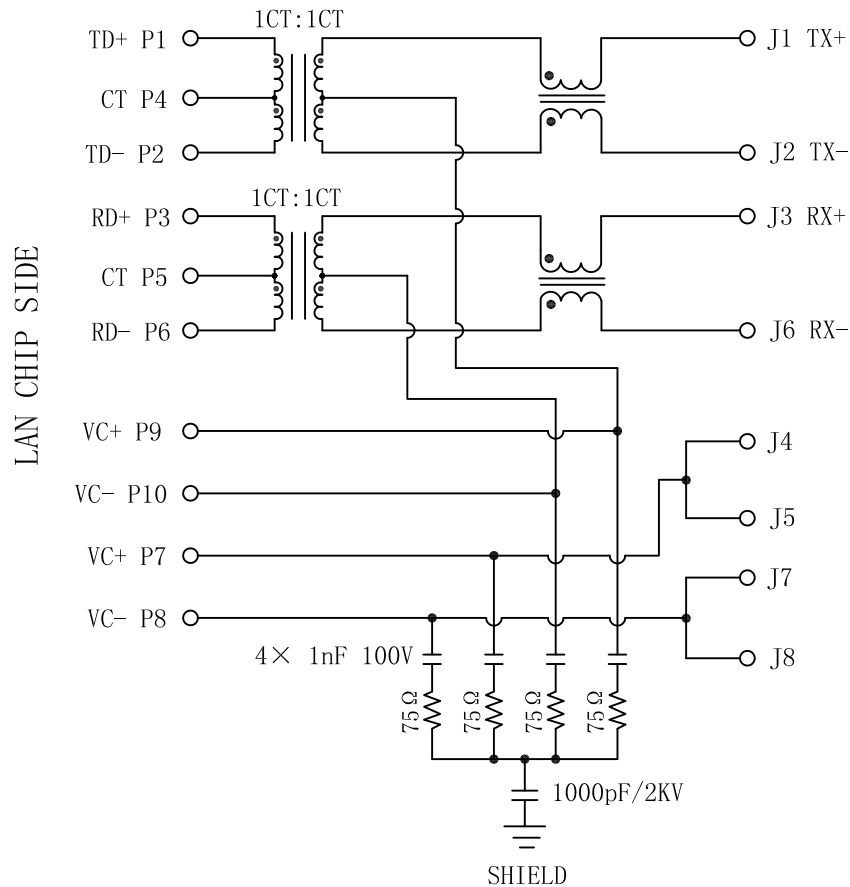 1CT:1CT
TD+ P1
J1 TX+
CT P4
TD- P2
J2 TX-
1CT:1CT
RD+ P3
J3 RX+
CT P5
RD- P6
J6 RX-
LAN CHIP SIDE
VC+ P9
J4
VC- P10
J5
VC+ P7
J7
VC- P8
J8
4× 1nF 100V
75Ω
75Ω
75Ω
75Ω
1000pF/2KV
SHIELD